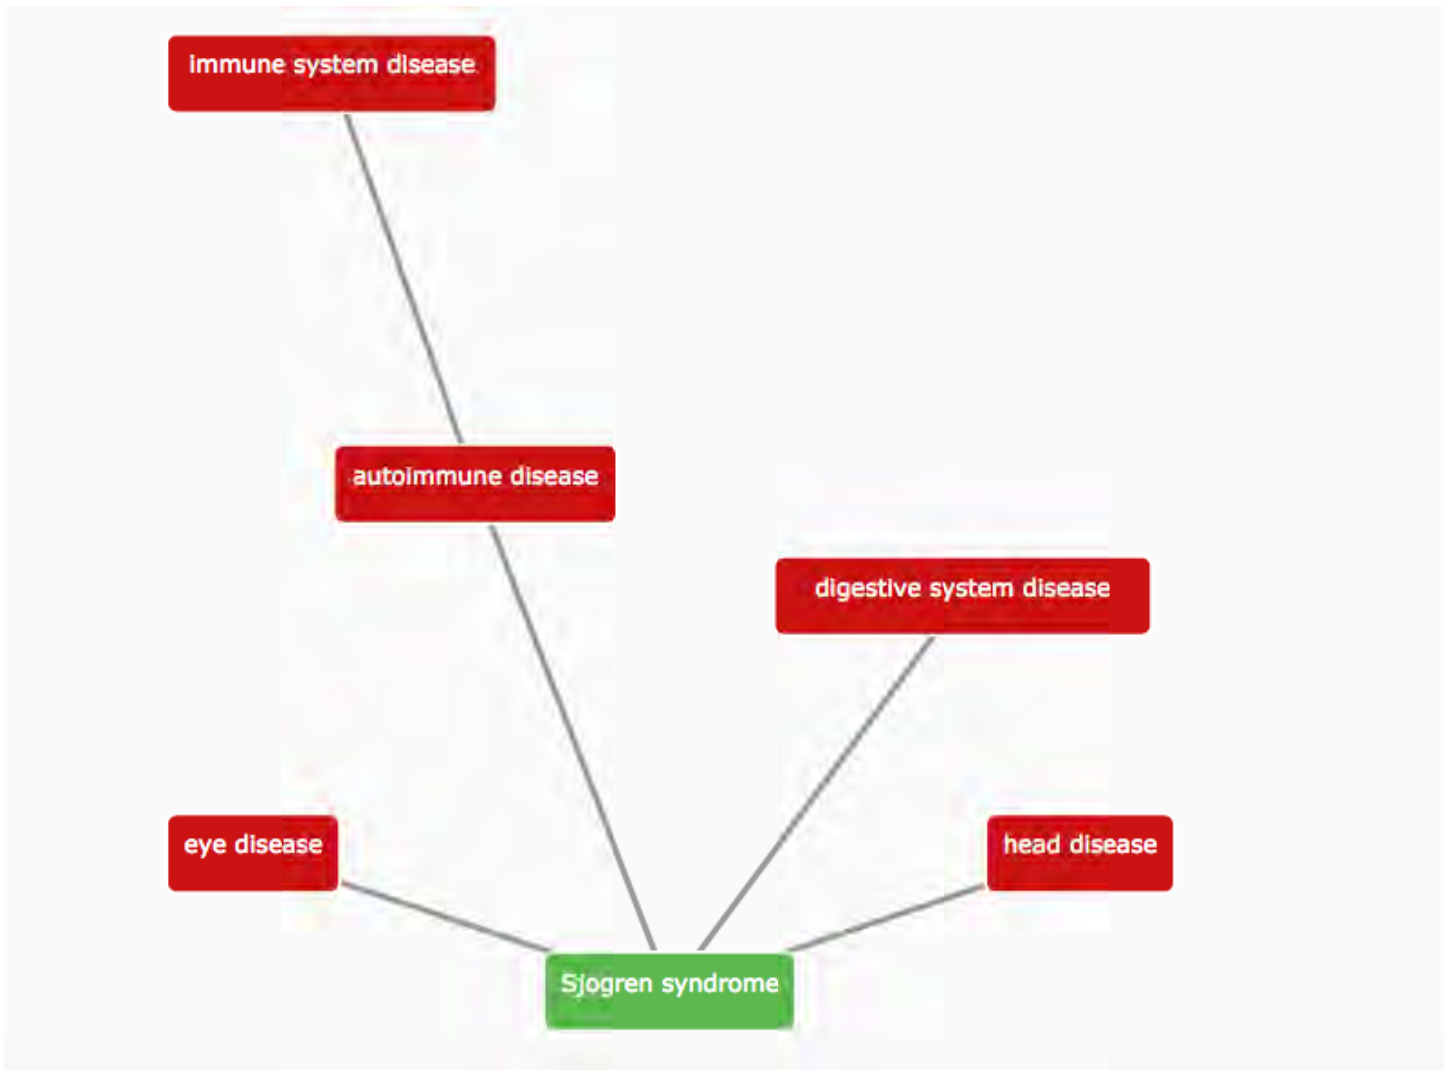 immune system disease
autoimmune disease
digestive system disease
eye disease
head disease
Sjogren syndrome